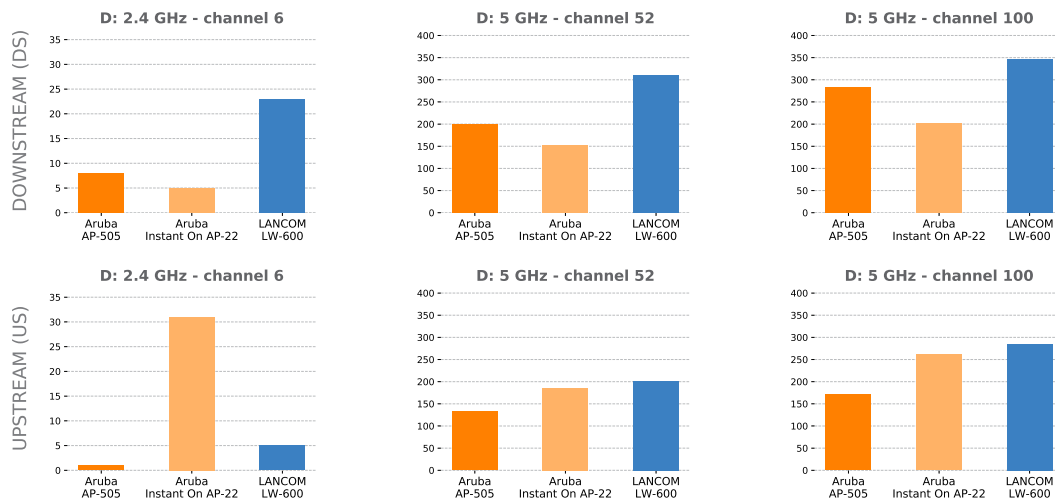 D: 2.4 GHz - channel 6
D: 5 GHz - channel 52
D: 5 GHz - channel 100
DOWNSTREAM (DS)
35
30
25
20
15
10
5
0
Aruba
AP-505
Aruba
Instant On AP-22
LANCOM
LW-600
400
350
300
250
200
150
100
50
0
Aruba
AP-505
Aruba
Instant On AP-22
LANCOM
LW-600
400
350
300
250
200
150
100
50
0
Aruba
AP-505
Aruba
Instant On AP-22
LANCOM
LW-600
D: 2.4 GHz - channel 6
D: 5 GHz - channel 52
D: 5 GHz - channel 100
UPSTREAM (US)
35
30
25
20
15
10
5
0
Aruba
AP-505
Aruba
Instant On AP-22
LANCOM
LW-600
400
350
300
250
200
150
100
50
0
Aruba
AP-505
Aruba
Instant On AP-22
LANCOM
LW-600
400
350
300
250
200
150
100
50
0
Aruba
AP-505
Aruba
Instant On AP-22
LANCOM
LW-600